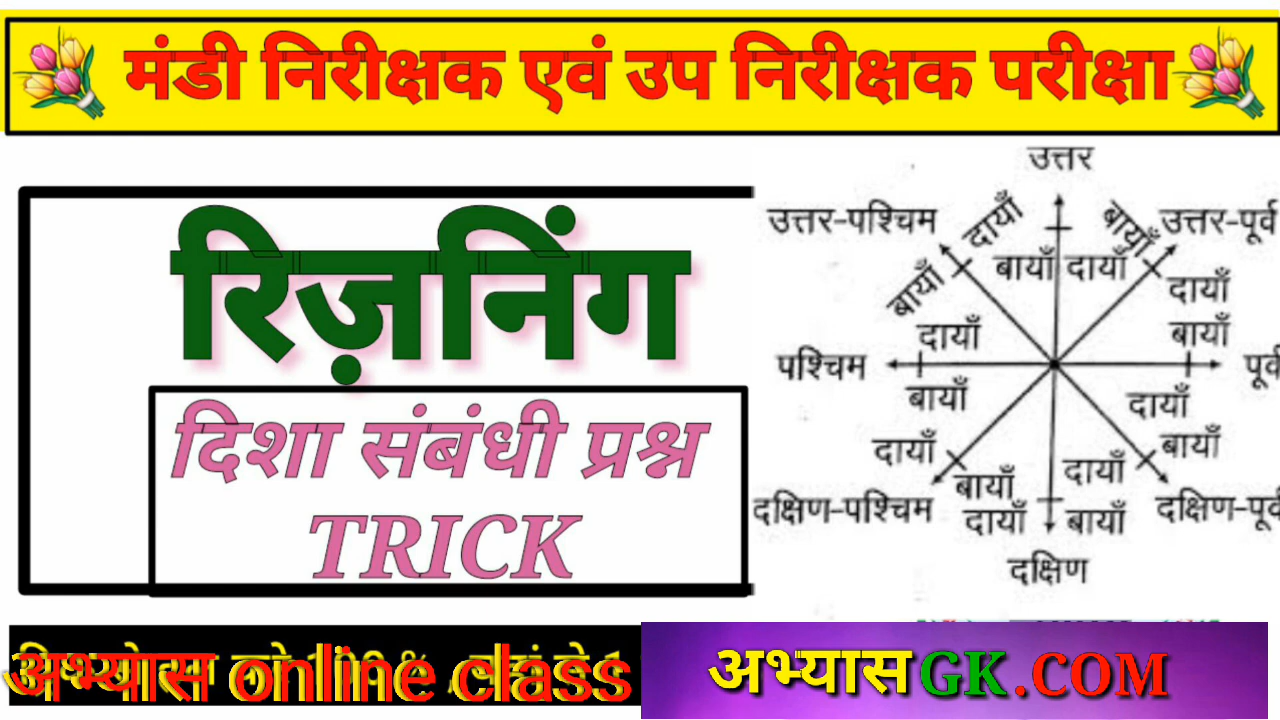 मंडी निरीक्षक एवं उप निरीक्षक परीक्षा
रिज़निंग
दिशा संबंधी प्रश्न
TRICK
उत्तर
उत्तर-पश्चिम दायाँ बायाँ उत्तर-पूर्व
बायाँ बायाँ दायाँ दायाँ
दायाँ बायाँ
पश्चिम पूर्व
बायाँ दायाँ
दायाँ बायाँ दायाँ बायाँ
दक्षिण-पश्चिम दायाँ बायाँ दक्षिण-पूर्व
दक्षिण
अभ्यास online class
अभ्यास GK.COM